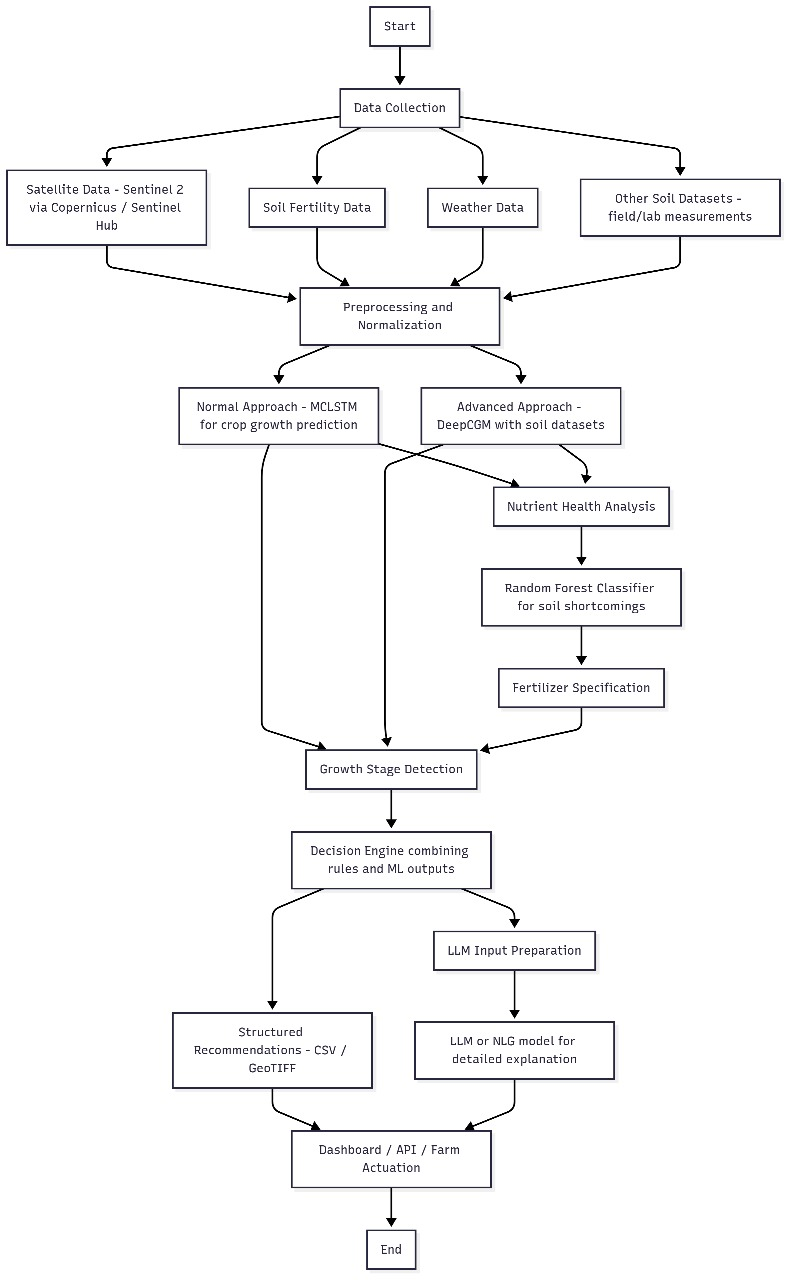 Start
Data Collection
Satellite Data - Sentinel 2
via Copernicus / Sentinel
Hub
Soil Fertility Data
Weather Data
Other Soil Datasets -
field/lab measurements
Preprocessing and
Normalization
Normal Approach - MCLSTM
for crop growth prediction
Advanced Approach -
DeepCGM with soil datasets
Nutrient Health Analysis
Random Forest Classifier
for soil shortcomings
Fertilizer Specification
Growth Stage Detection
Decision Engine combining
rules and ML outputs
LLM Input Preparation
Structured
Recommendations - CSV /
GeoTIFF
LLM or NLG model for
detailed explanation
Dashboard / API / Farm
Actuation
End